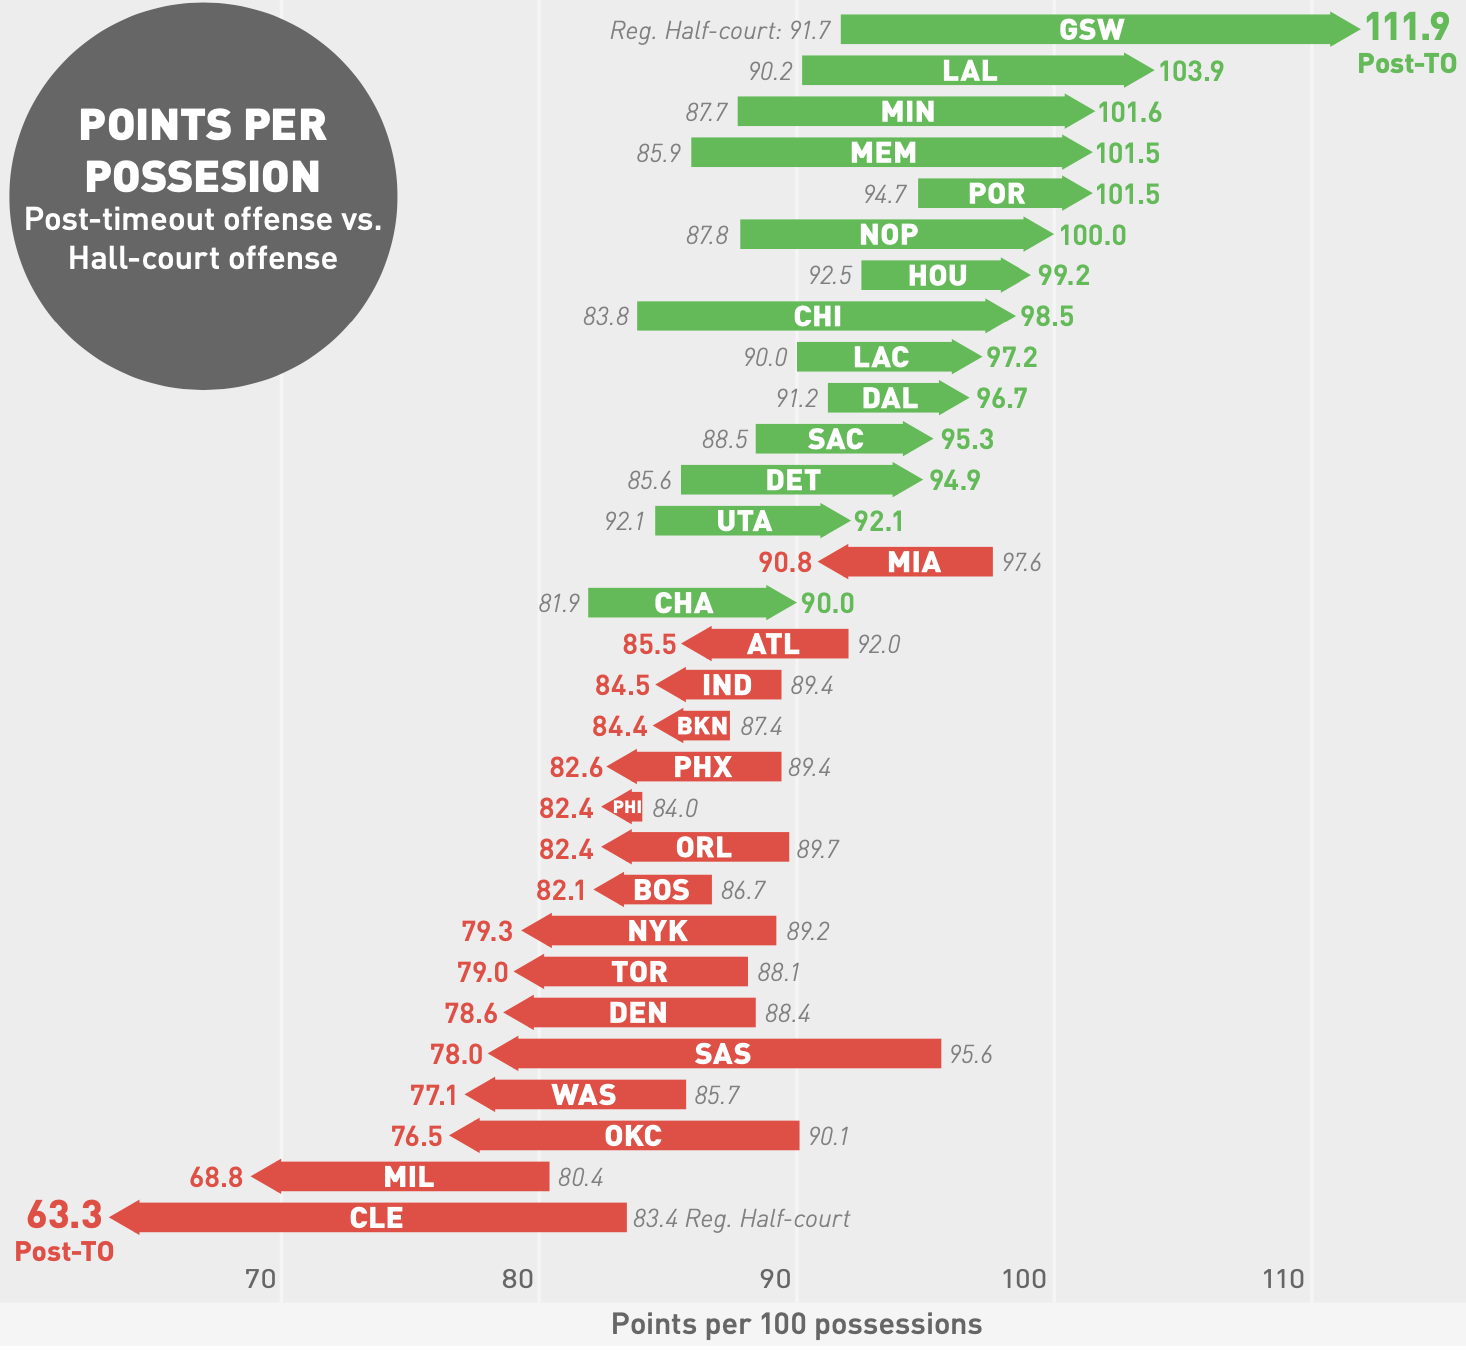 POINTS PER
POSSESION
Post-timeout offense vs.
Hall-court offense
Reg. Half-court: 91.7 GSW 111.9
Post-TO
90.2 LAL 103.9
87.7 MIN 101.6
85.9 MEM 101.5
94.7 POR 101.5
87.8 NOP 100.0
92.5 HOU 99.2
83.8 CHI 98.5
90.0 LAC 97.2
91.2 DAL 96.7
88.5 SAC 95.3
85.6 DET 94.9
92.1 UTA 92.1
90.8 MIA 97.6
81.9 CHA 90.0
85.5 ATL 92.0
84.5 IND 89.4
84.4 BKN 87.4
82.6 PHX 89.4
82.4 PHI 84.0
82.4 ORL 89.7
82.1 BOS 86.7
79.3 NYK 89.2
79.0 TOR 88.1
78.6 DEN 88.4
78.0 SAS 95.6
77.1 WAS 85.7
76.5 OKC 90.1
68.8 MIL 80.4
63.3 CLE 83.4 Reg. Half-court
Post-TO
70 80 90 100 110
Points per 100 possessions